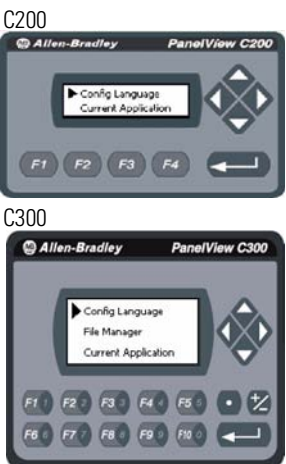 C200
AB Allen-Bradley PanelView C200
Config Language
Current Application
F1 F2 F3 F4
C300
AB Allen-Bradley PanelView C300
Config Language
File Manager
Current Application
F1 1 F2 2 F3 3 F4 4 F5 5 • +/-
F6 6 F7 7 F8 8 F9 9 F10 0